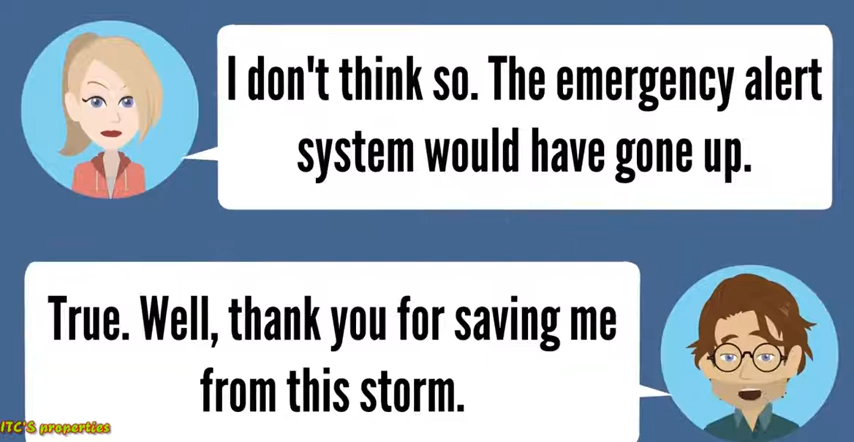 I don't think so. The emergency alert
system would have gone up.
True. Well, thank you for saving me
from this storm.
ITC'S properties